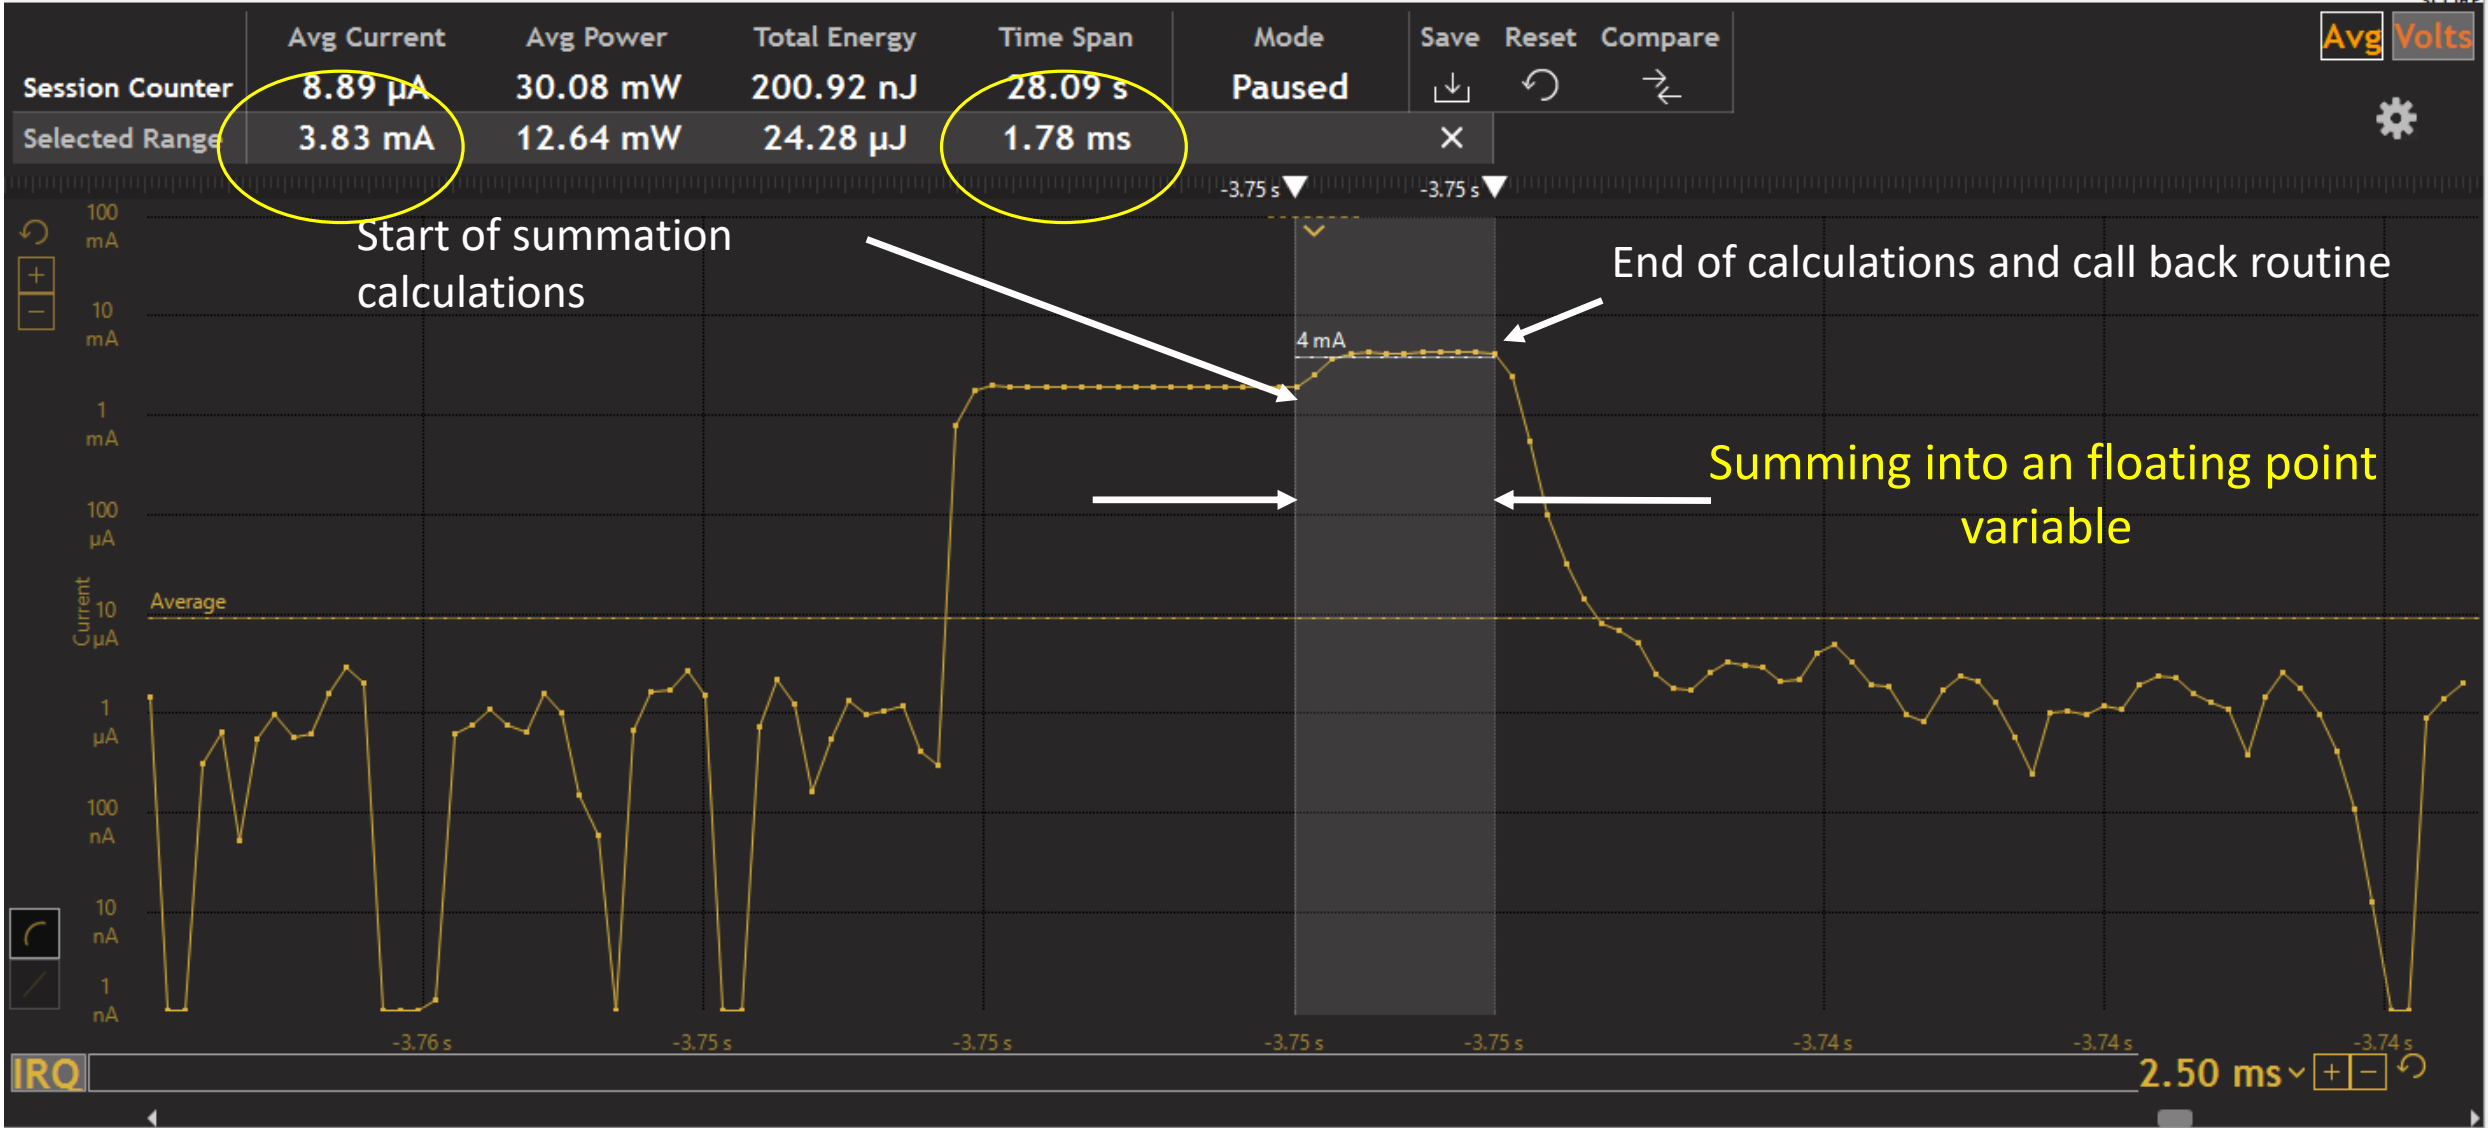 Avg Current Avg Power Total Energy Time Span Mode Save Reset Compare
Avg Volts
Session Counter 8.89 µA 30.08 mW 200.92 nJ 28.09 s Paused
Selected Range 3.83 mA 12.64 mW 24.28 µJ 1.78 ms
-3.75 s -3.75 s
100
mA
Start of summation
calculations
End of calculations and call back routine
10
mA
4 mA
1
mA
Summing into an floating point
variable
100
µA
Average
Current
10
µA
1
µA
100
nA
10
nA
1
nA
-3.76 s -3.75 s -3.75 s -3.75 s -3.75 s -3.74 s -3.74 s -3.74 s
IRQ
2.50 ms